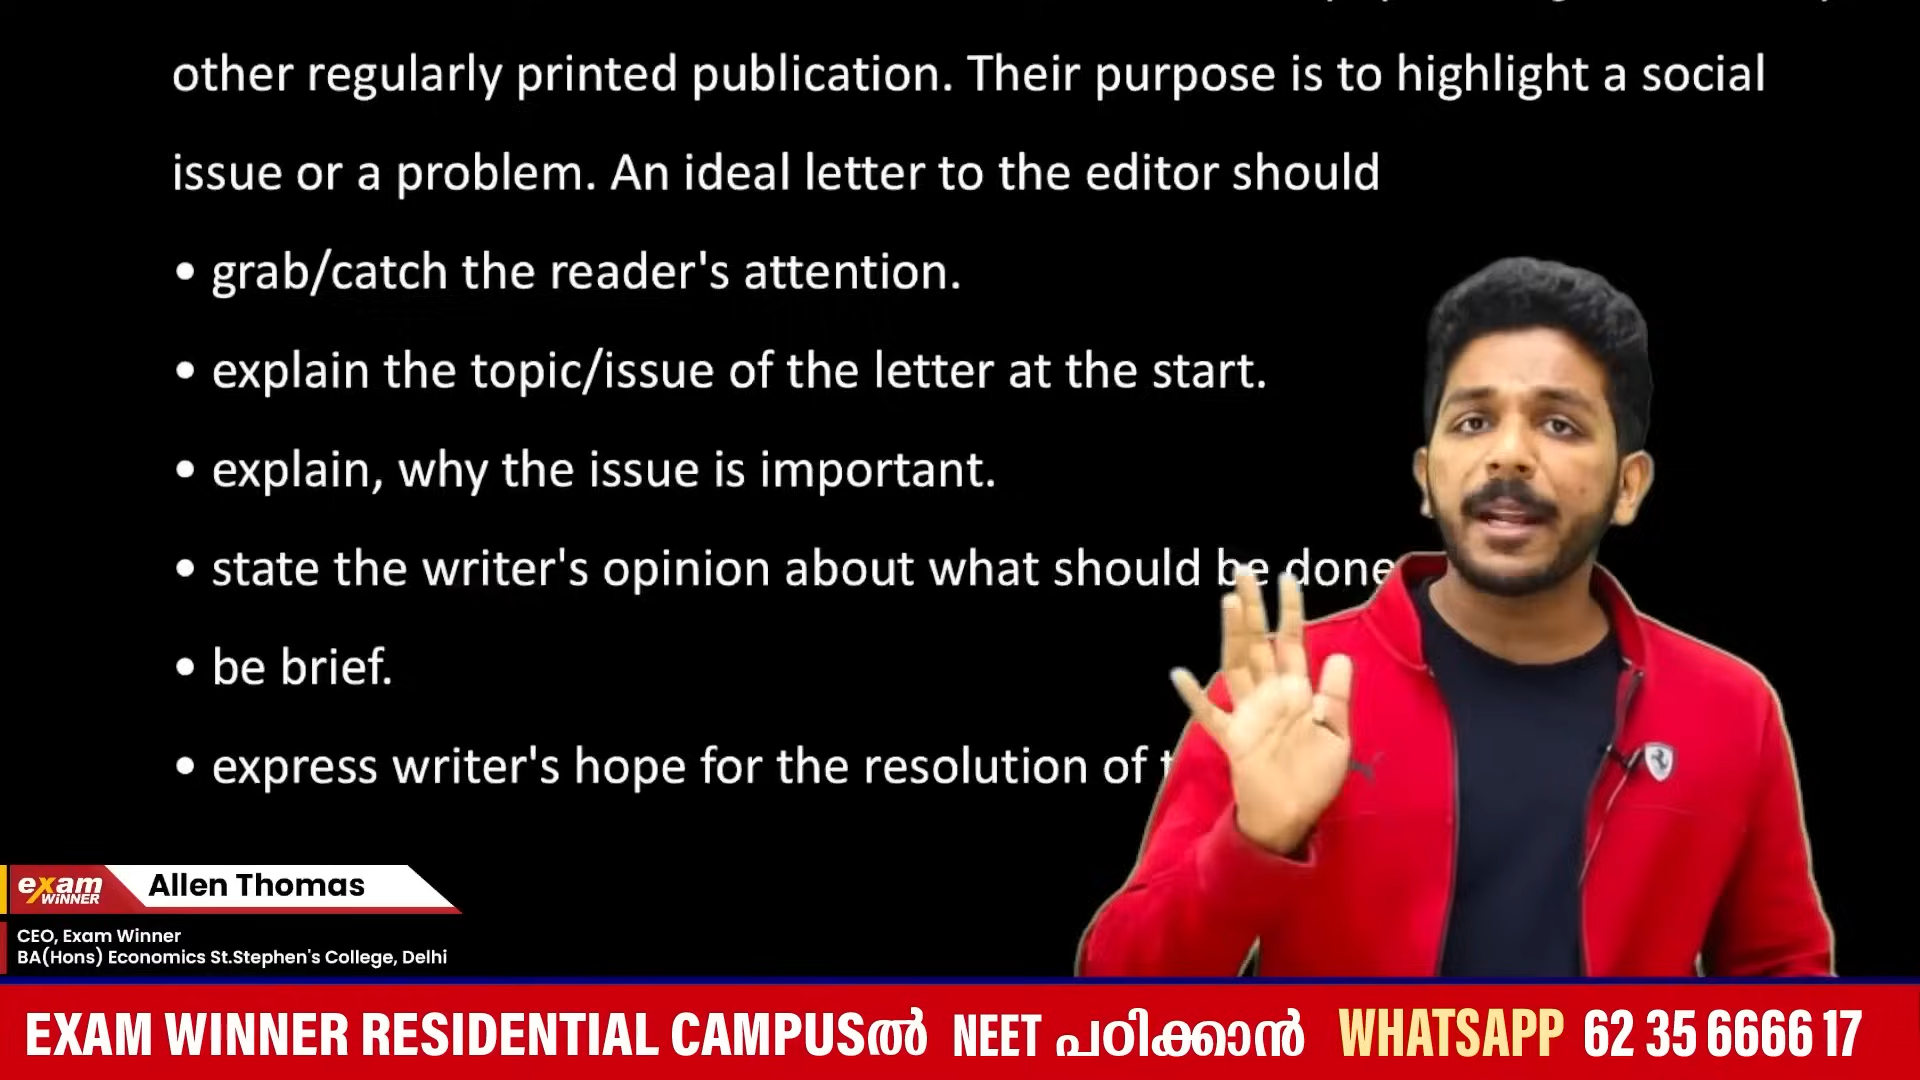 other regularly printed publication. Their purpose is to highlight a social
issue or a problem. An ideal letter to the editor should
• grab/catch the reader's attention.
• explain the topic/issue of the letter at the start.
• explain, why the issue is important.
• state the writer's opinion about what should be done
• be brief.
• express writer's hope for the resolution of
exam WiNNER
Allen Thomas
CEO, Exam Winner
BA(Hons) Economics St.Stephen's College, Delhi
EXAM WINNER RESIDENTIAL CAMPUSൽ NEET പഠിക്കാൻ WHATSAPP 62 35 6666 17